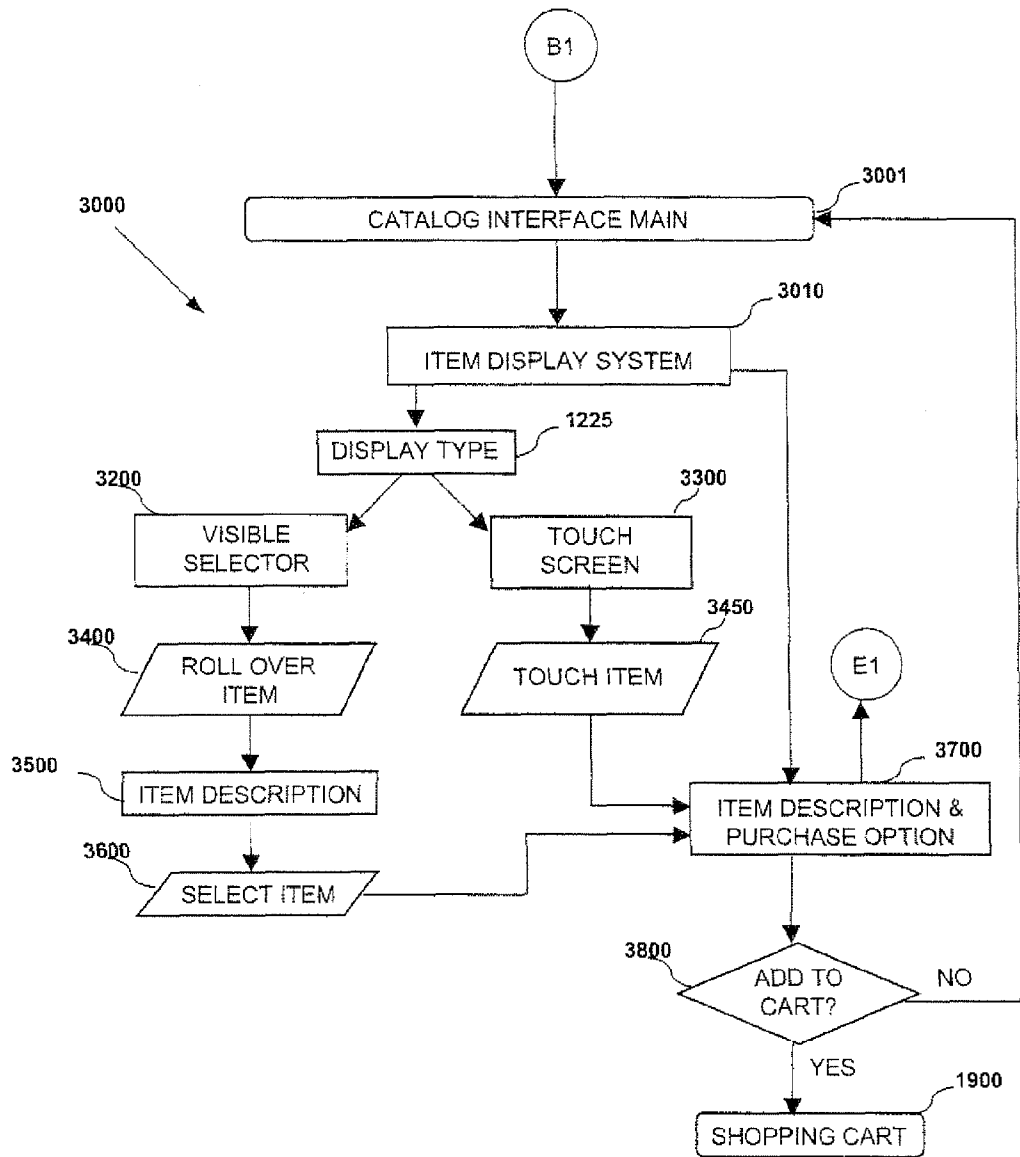 B1
3001
3000
CATALOG INTERFACE MAIN
3010
ITEM DISPLAY SYSTEM
1225
DISPLAY TYPE
3200
3300
VISIBLE
SELECTOR
TOUCH
SCREEN
3450
3400
ROLL OVER
ITEM
TOUCH ITEM
E1
3500
ITEM DESCRIPTION
3700
ITEM DESCRIPTION &
PURCHASE OPTION
3600
SELECT ITEM
3800
ADD TO
CART?
NO
YES
1900
SHOPPING CART